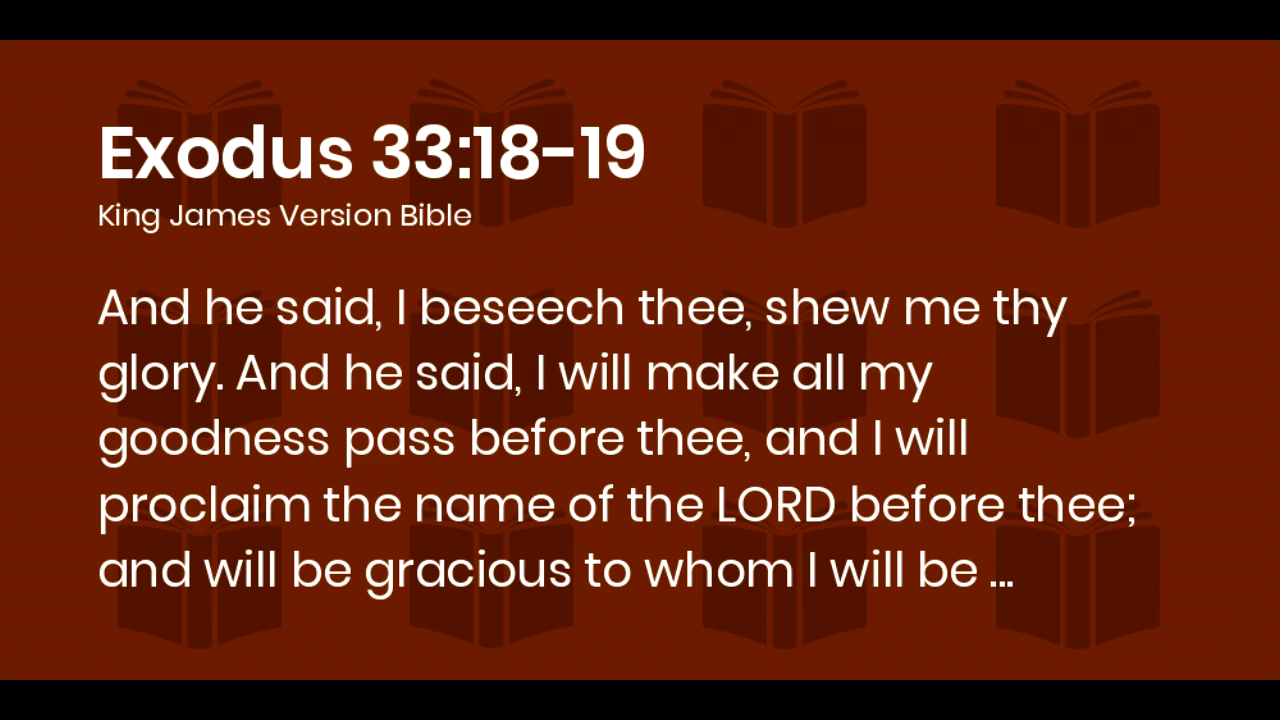 Exodus 33:18-19
King James Version Bible
And he said, I beseech thee, shew me thy
glory. And he said, I will make all my
goodness pass before thee, and I will
proclaim the name of the LORD before thee;
and will be gracious to whom I will be ...